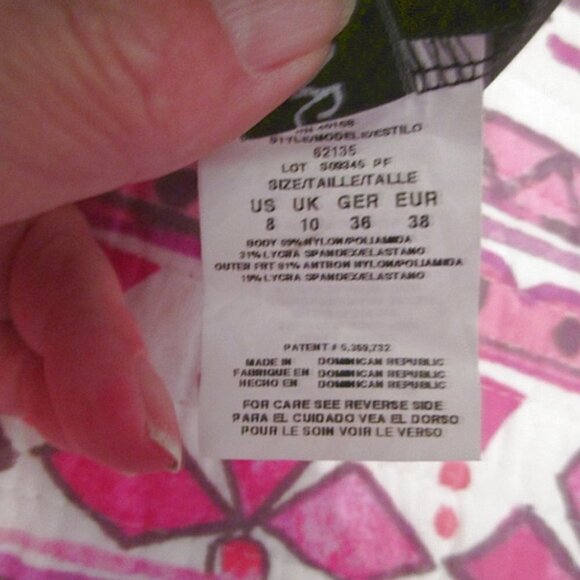 RN 40158
STYLE/MODELE/ESTILO
62135
LOT S09345 PF
SIZE/TAILLE/TALLE
US UK GER EUR
8 10 36 38
BODY 69% NYLON/POLIAMIDA
31% LYCRA SPANDEX/ELASTANO
OUTER FRT 81% ANTRON NYLON/POLIAMIDA
19% LYCRA SPANDEX/ELASTANO
PATENT # 5,359,732
MADE IN DOMINICAN REPUBLIC
FABRIQUE EN DOMINICAN REPUBLIC
HECHO EN DOMINICAN REPUBLIC
FOR CARE SEE REVERSE SIDE
PARA EL CUIDADO VEA EL DORSO
POUR LE SOIN VOIR LE VERSO